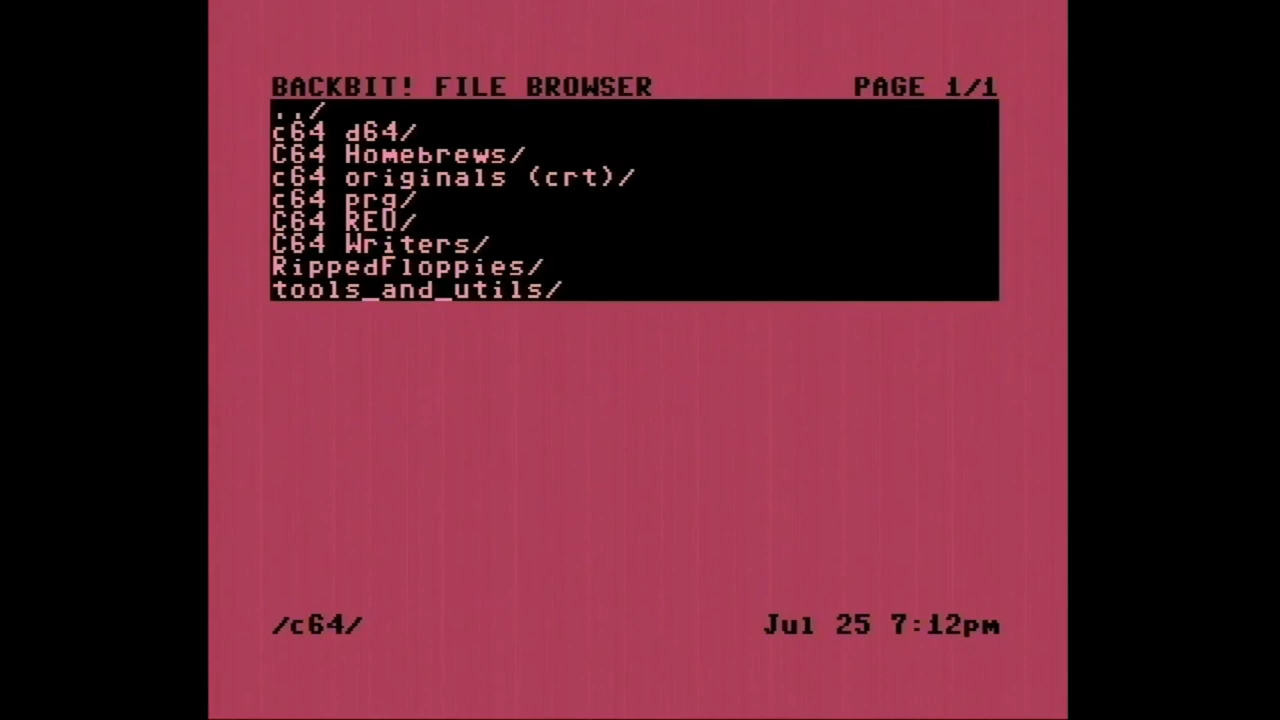 BACKBIT! FILE BROWSER PAGE 1/1
../
c64 d64/
C64 Homebrews/
c64 originals (crt)/
c64 prg/
C64 REU/
C64 Writers/
RippedFloppies/
tools_and_utils/
/c64/ Jul 25 7:12pm